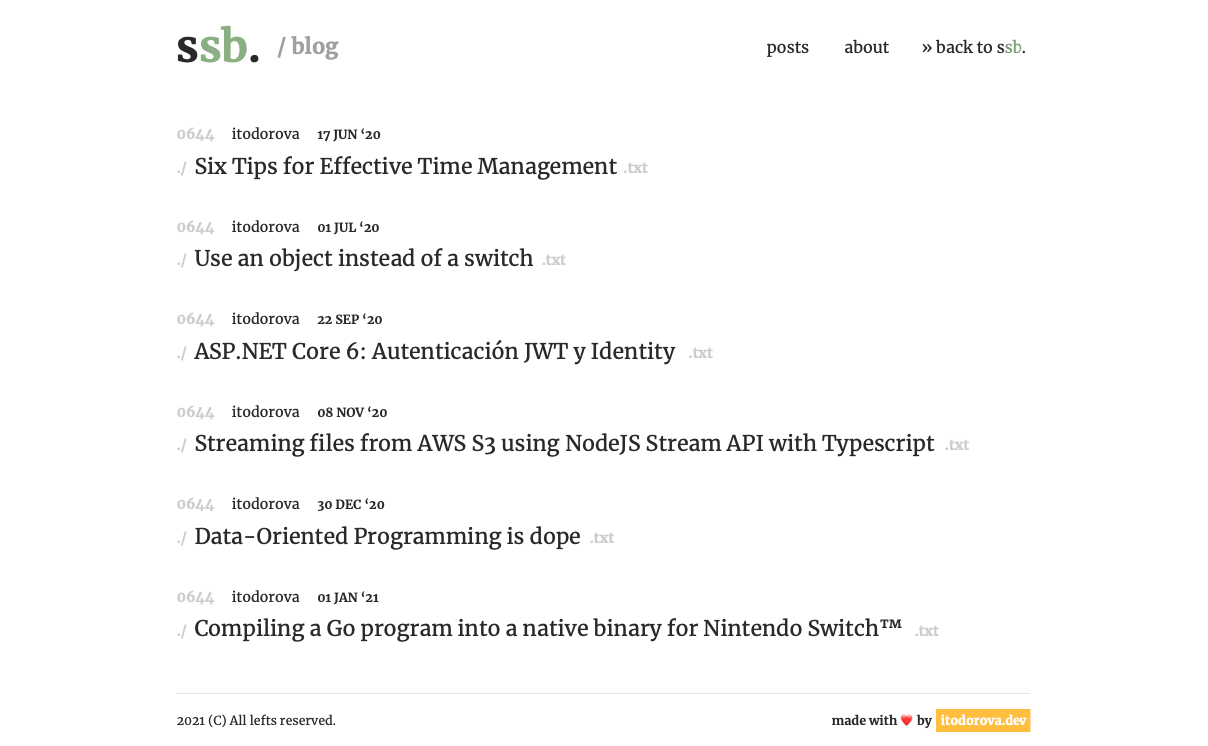 ssb. / blog posts about » back to ssb.
0644 itodorova 17 JUN ‘20
./ Six Tips for Effective Time Management .txt
0644 itodorova 01 JUL ‘20
./ Use an object instead of a switch .txt
0644 itodorova 22 SEP ‘20
./ ASP.NET Core 6: Autenticación JWT y Identity .txt
0644 itodorova 08 NOV ‘20
./ Streaming files from AWS S3 using NodeJS Stream API with Typescript .txt
0644 itodorova 30 DEC ‘20
./ Data-Oriented Programming is dope .txt
0644 itodorova 01 JAN ‘21
./ Compiling a Go program into a native binary for Nintendo Switch™ .txt
2021 (C) All lefts reserved. made with ❤️ by itodorova.dev